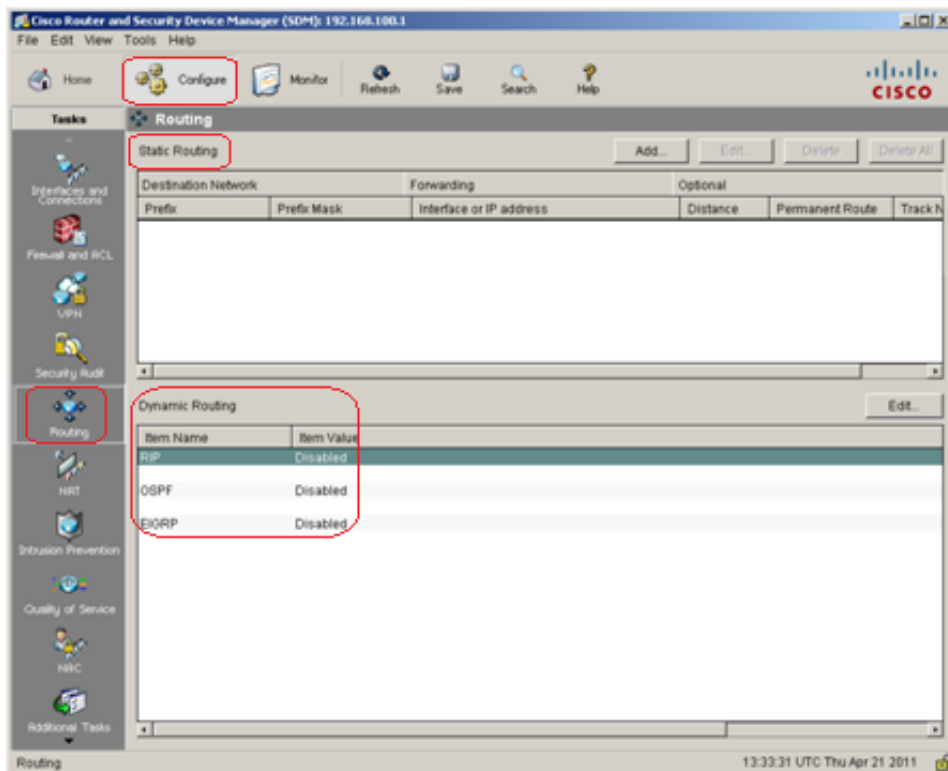 Cisco Router and Security Device Manager (SDM): 192.168.100.1
File Edit View Tools Help
Home Configure Monitor Refresh Save Search Help CISCO
Tasks
Routing
Static Routing Add... Edit... Delete Delete All
Destination Network Forwarding Optional
Prefix Prefix Mask Interface or IP address Distance Permanent Route Track N
Interfaces and Connections
Firewall and ACL
VPN
Security Audit
Routing
NAT
Intrusion Prevention
Quality of Service
NAC
Additional Tasks
Dynamic Routing Edit...
Item Name Item Value
RIP Disabled
OSPF Disabled
EIGRP Disabled
Routing 13:33:31 UTC Thu Apr 21 2011